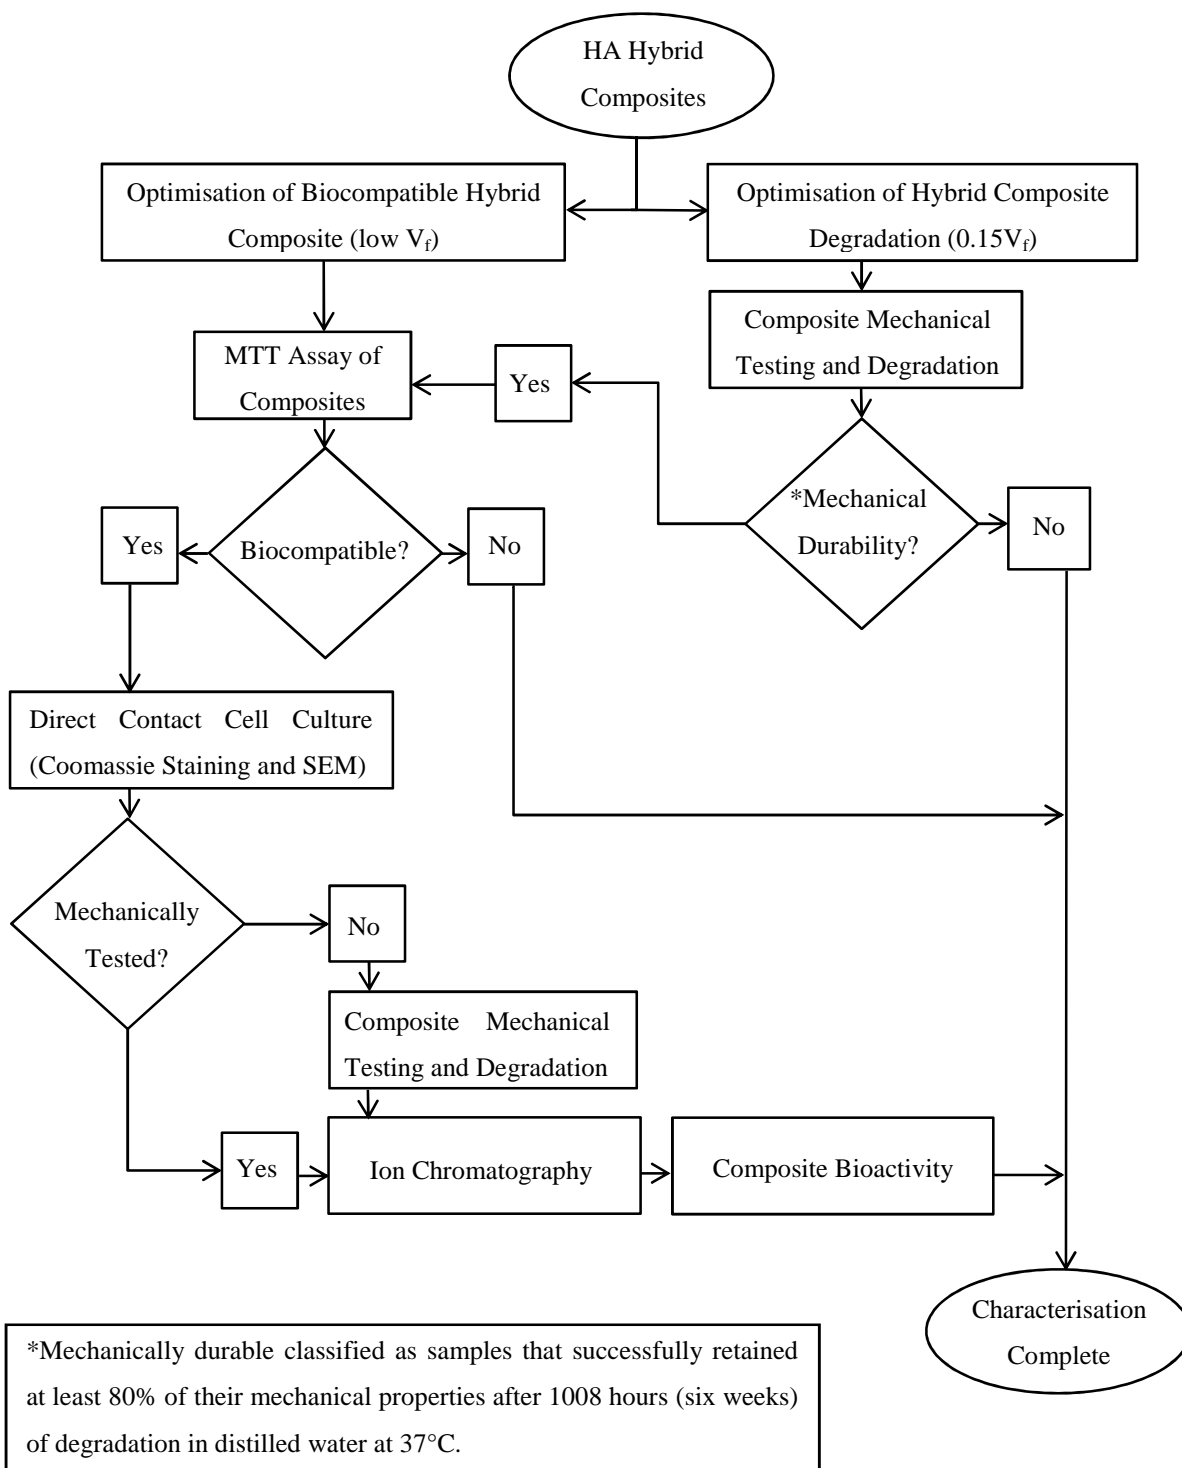 HA Hybrid
Composites
Optimisation of Biocompatible Hybrid
Composite (low Vf)
Optimisation of Hybrid Composite
Degradation (0.15Vf)
Composite Mechanical
Testing and Degradation
MTT Assay of
Composites
Yes
*Mechanical
Durability?
No
Yes
Biocompatible?
No
Direct Contact Cell Culture
(Coomassie Staining and SEM)
Mechanically
Tested?
No
Composite Mechanical
Testing and Degradation
Yes
Ion Chromatography
Composite Bioactivity
Characterisation
Complete
*Mechanically durable classified as samples that successfully retained
at least 80% of their mechanical properties after 1008 hours (six weeks)
of degradation in distilled water at 37°C.